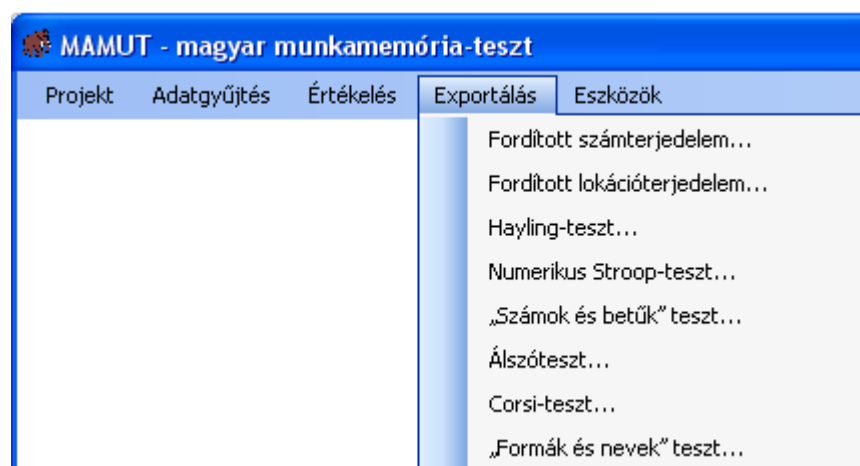 MAMUT - magyar munkamemória-teszt
Projekt Adatgyűjtés Értékelés Exportálás Eszközök
Fordított számterjedelem...
Fordított lokációterjedelem...
Hayling-teszt...
Numerikus Stroop-teszt...
„Számok és betűk” teszt...
Álszóteszt...
Corsi-teszt...
„Formák és nevek” teszt...